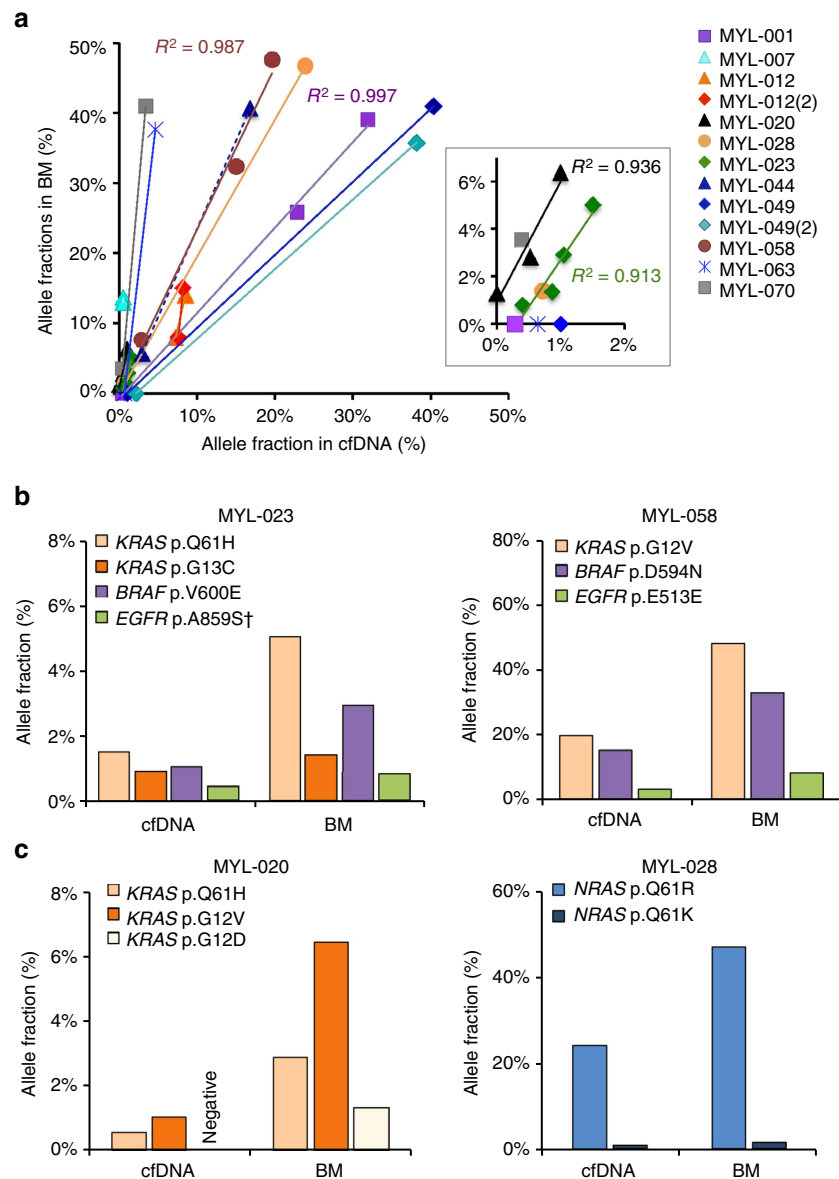 a
50%
40%
30%
20%
10%
0%
Allele fractions in BM (%)
R² = 0.987
R² = 0.997
0%
10%
20%
30%
40%
50%
Allele fraction in cfDNA (%)
6%
4%
2%
0%
R² = 0.936
R² = 0.913
0%
1%
2%
MYL-001
MYL-007
MYL-012
MYL-012(2)
MYL-020
MYL-028
MYL-023
MYL-044
MYL-049
MYL-049(2)
MYL-058
MYL-063
MYL-070
b
MYL-023
8%
6%
4%
2%
0%
Allele fraction (%)
KRAS p.Q61H
KRAS p.G13C
BRAF p.V600E
EGFR p.A859S†
cfDNA
BM
MYL-058
80%
60%
40%
20%
0%
Allele fraction (%)
KRAS p.G12V
BRAF p.D594N
EGFR p.E513E
cfDNA
BM
c
MYL-020
8%
6%
4%
2%
0%
Allele fraction (%)
KRAS p.Q61H
KRAS p.G12V
KRAS p.G12D
Negative
cfDNA
BM
MYL-028
60%
40%
20%
0%
Allele fraction (%)
NRAS p.Q61R
NRAS p.Q61K
cfDNA
BM